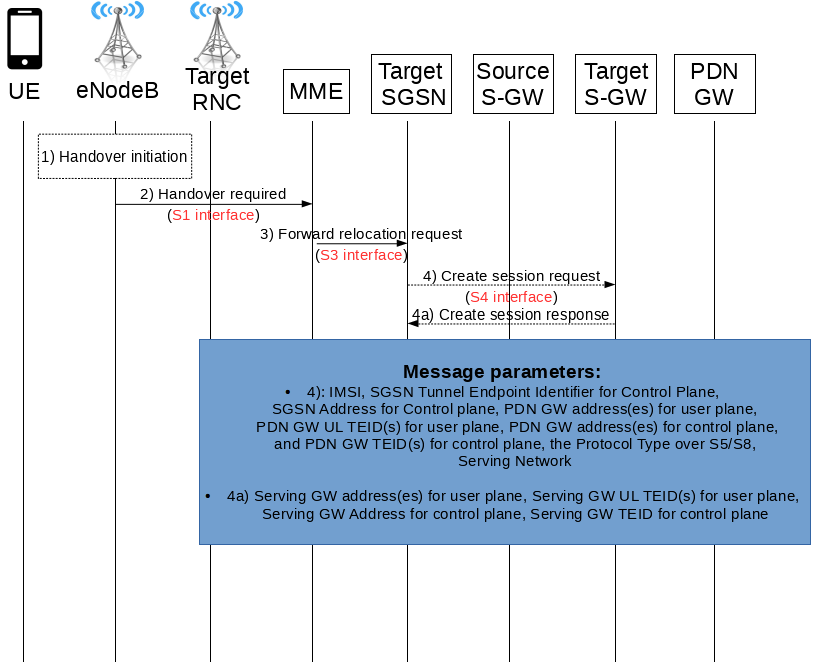 UE
eNodeB
Target
RNC
MME
Target
SGSN
Source
S-GW
Target
S-GW
PDN
GW
1) Handover initiation
2) Handover required
(S1 interface)
3) Forward relocation request
(S3 interface)
4) Create session request
(S4 interface)
4a) Create session response
Message parameters:
• 4): IMSI, SGSN Tunnel Endpoint Identifier for Control Plane,
SGSN Address for Control plane, PDN GW address(es) for user plane,
PDN GW UL TEID(s) for user plane, PDN GW address(es) for control plane,
and PDN GW TEID(s) for control plane, the Protocol Type over S5/S8,
Serving Network
• 4a) Serving GW address(es) for user plane, Serving GW UL TEID(s) for user plane,
Serving GW Address for control plane, Serving GW TEID for control plane